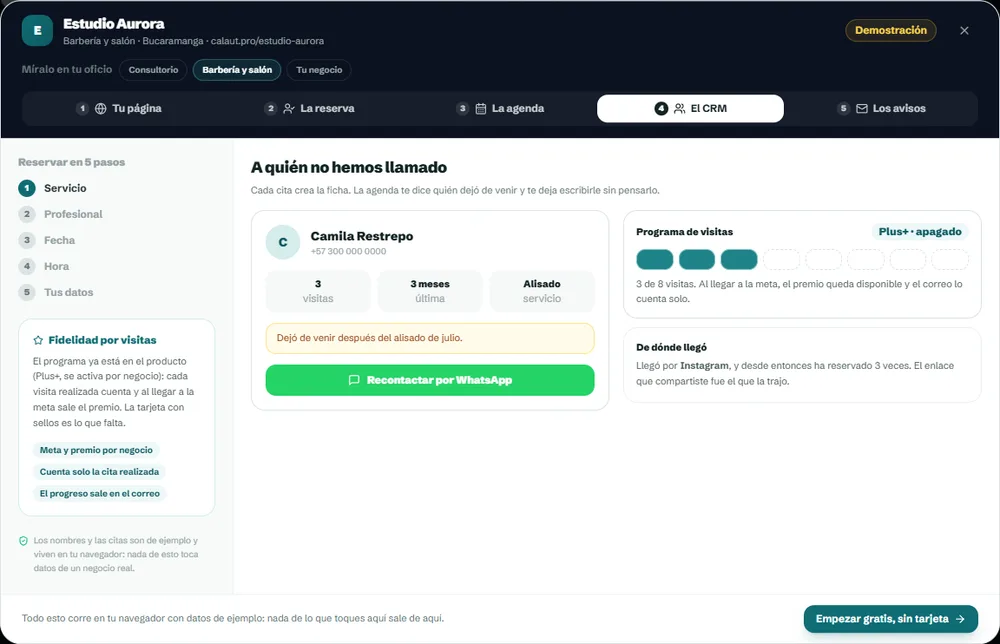 E
Estudio Aurora
Barbería y salón · Bucaramanga · calaut.pro/estudio-aurora
Demostración
Míralo en tu oficio
Consultorio
Barbería y salón
Tu negocio
1 Tu página
2 La reserva
3 La agenda
4 El CRM
5 Los avisos
Reservar en 5 pasos
1 Servicio
2 Profesional
3 Fecha
4 Hora
5 Tus datos
Fidelidad por visitas
El programa ya está en el producto
(Plus+, se activa por negocio): cada
visita realizada cuenta y al llegar a la
meta sale el premio. La tarjeta con
sellos es lo que falta.
Meta y premio por negocio
Cuenta solo la cita realizada
El progreso sale en el correo
Los nombres y las citas son de ejemplo y
viven en tu navegador: nada de esto toca
datos de un negocio real.
A quién no hemos llamado
Cada cita crea la ficha. La agenda te dice quién dejó de venir y te deja escribirle sin pensarlo.
C
Camila Restrepo
+57 300 000 0000
3
visitas
3 meses
última
Alisado
servicio
Dejó de venir después del alisado de julio.
Recontactar por WhatsApp
Programa de visitas
Plus+ · apagado
3 de 8 visitas. Al llegar a la meta, el premio queda disponible y el correo lo
cuenta solo.
De dónde llegó
Llegó por Instagram, y desde entonces ha reservado 3 veces. El enlace
que compartiste fue el que la trajo.
Todo esto corre en tu navegador con datos de ejemplo: nada de lo que toques aquí sale de aquí.
Empezar gratis, sin tarjeta →